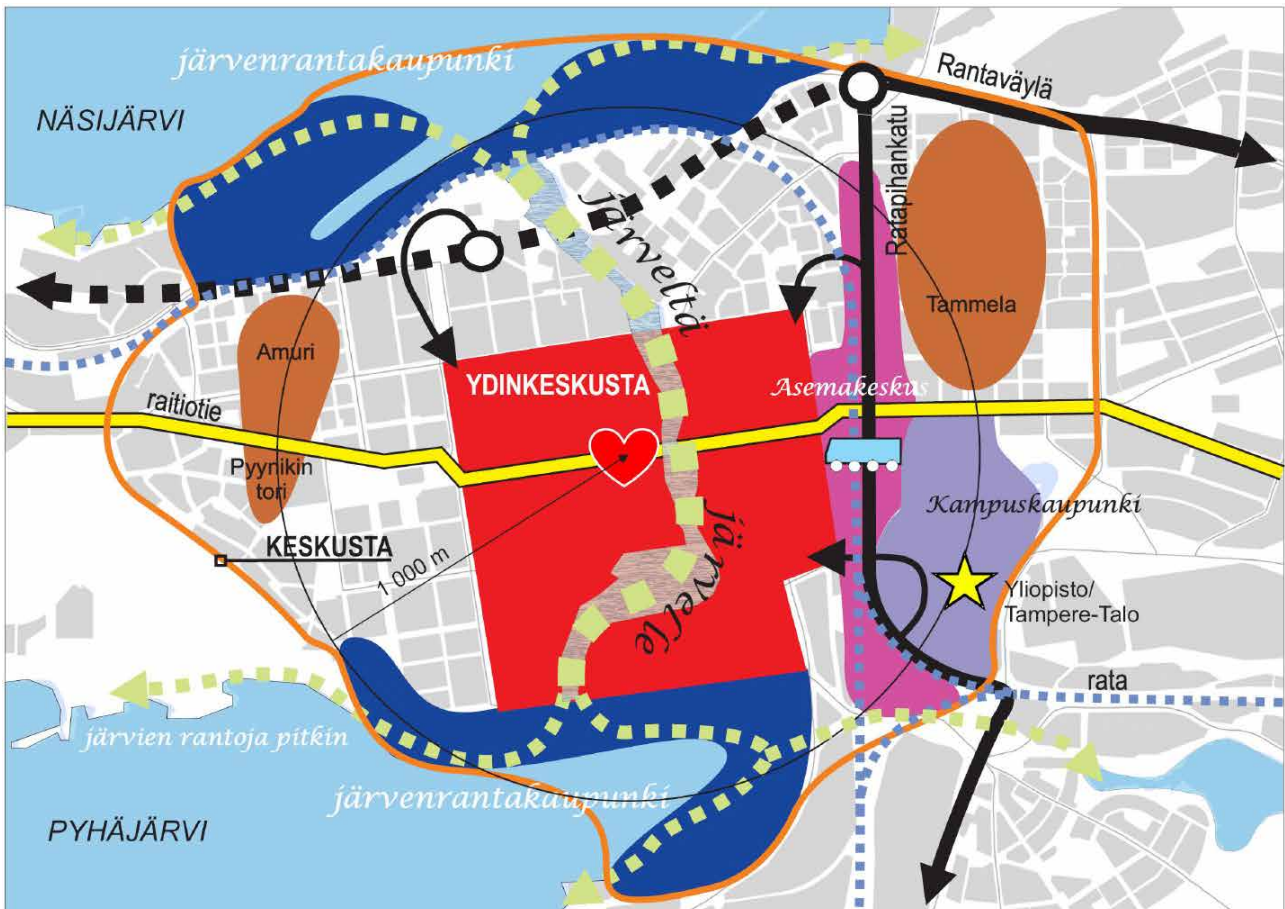 järvenrantakaupunki
NÄSIJÄRVI
Rantaväylä
Ratapihankatu
järveltä
Tammela
Amuri
YDINKESKUSTA
Asemakeskus
raitiotie
Pyynikin
tori
Kampuskaupunki
järvelle
KESKUSTA
1 000 m
Yliopisto/
Tampere-Talo
rata
järvien rantoja pitkin
järvenrantakaupunki
PYHÄJÄRVI